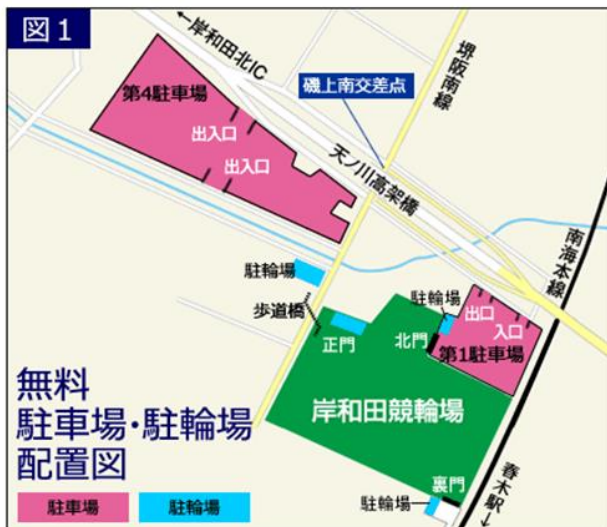 図1
←岸和田北IC
堺阪南線
磯上南交差点
第4駐車場
出入口
出入口
天ノ川高架橋
南海本線
駐輪場
駐輪場
出口
入口
歩道橋
正門
北門
第1駐車場
岸和田競輪場
無料
駐車場・駐輪場
配置図
裏門
駐輪場
春木駅
駐車場
駐輪場